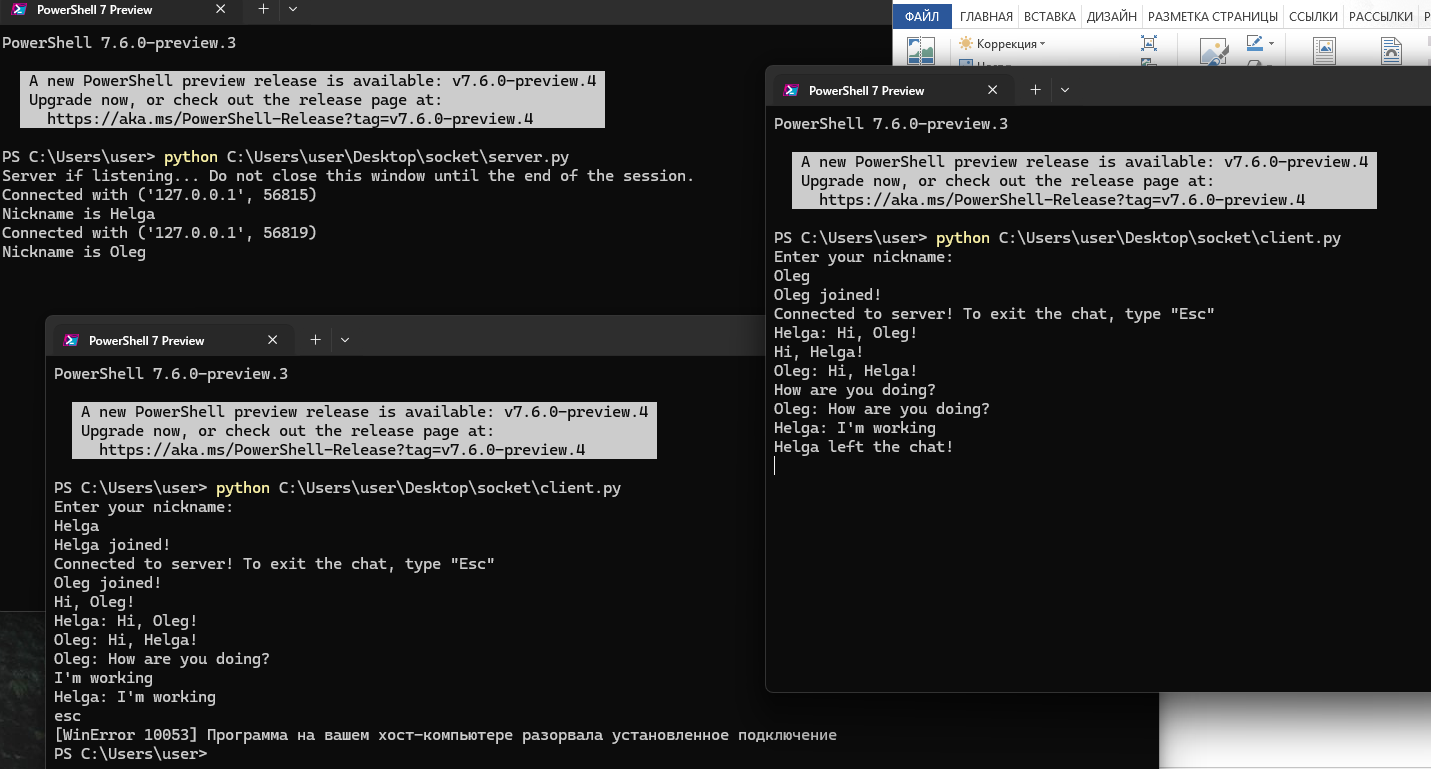 PowerShell 7 Preview
PowerShell 7.6.0-preview.3
A new PowerShell preview release is available: v7.6.0-preview.4
Upgrade now, or check out the release page at:
https://aka.ms/PowerShell-Release?tag=v7.6.0-preview.4
PS C:\Users\user> python C:\Users\user\Desktop\socket\server.py
Server if listening... Do not close this window until the end of the session.
Connected with ('127.0.0.1', 56815)
Nickname is Helga
Connected with ('127.0.0.1', 56819)
Nickname is Oleg
ФАЙЛ ГЛАВНАЯ ВСТАВКА ДИЗАЙН РАЗМЕТКА СТРАНИЦЫ ССЫЛКИ РАССЫЛКИ Р
Коррекция
PowerShell 7 Preview
PowerShell 7.6.0-preview.3
A new PowerShell preview release is available: v7.6.0-preview.4
Upgrade now, or check out the release page at:
https://aka.ms/PowerShell-Release?tag=v7.6.0-preview.4
PS C:\Users\user> python C:\Users\user\Desktop\socket\client.py
Enter your nickname:
Oleg
Oleg joined!
Connected to server! To exit the chat, type "Esc"
Helga: Hi, Oleg!
Hi, Helga!
Oleg: Hi, Helga!
How are you doing?
Oleg: How are you doing?
Helga: I'm working
Helga left the chat!
PowerShell 7 Preview
PowerShell 7.6.0-preview.3
A new PowerShell preview release is available: v7.6.0-preview.4
Upgrade now, or check out the release page at:
https://aka.ms/PowerShell-Release?tag=v7.6.0-preview.4
PS C:\Users\user> python C:\Users\user\Desktop\socket\client.py
Enter your nickname:
Helga
Helga joined!
Connected to server! To exit the chat, type "Esc"
Oleg joined!
Hi, Oleg!
Helga: Hi, Oleg!
Oleg: Hi, Helga!
Oleg: How are you doing?
I'm working
Helga: I'm working
esc
[WinError 10053] Программа на вашем хост-компьютере разорвала установленное подключение
PS C:\Users\user>